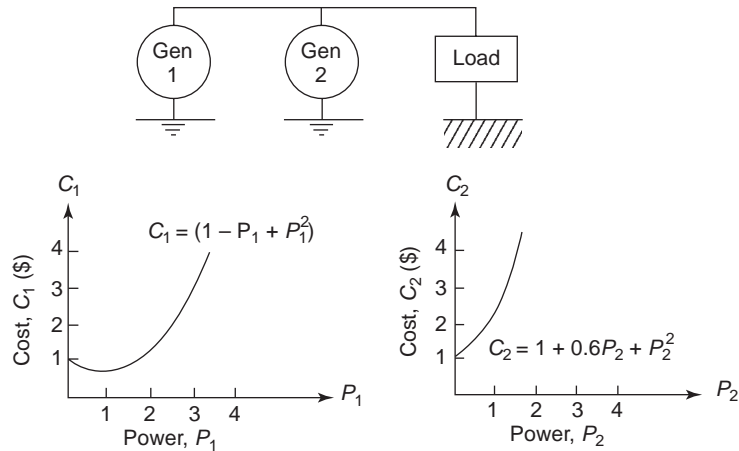 Gen 1
Gen 2
Load
C₁
Cost, C₁ ($)
C₁ = (1 – P₁ + P₁²)
4
3
2
1
1 2 3 4
P₁
Power, P₁
C₂
Cost, C₂ ($)
4
3
2
1
C₂ = 1 + 0.6P₂ + P₂²
1 2 3 4
P₂
Power, P₂